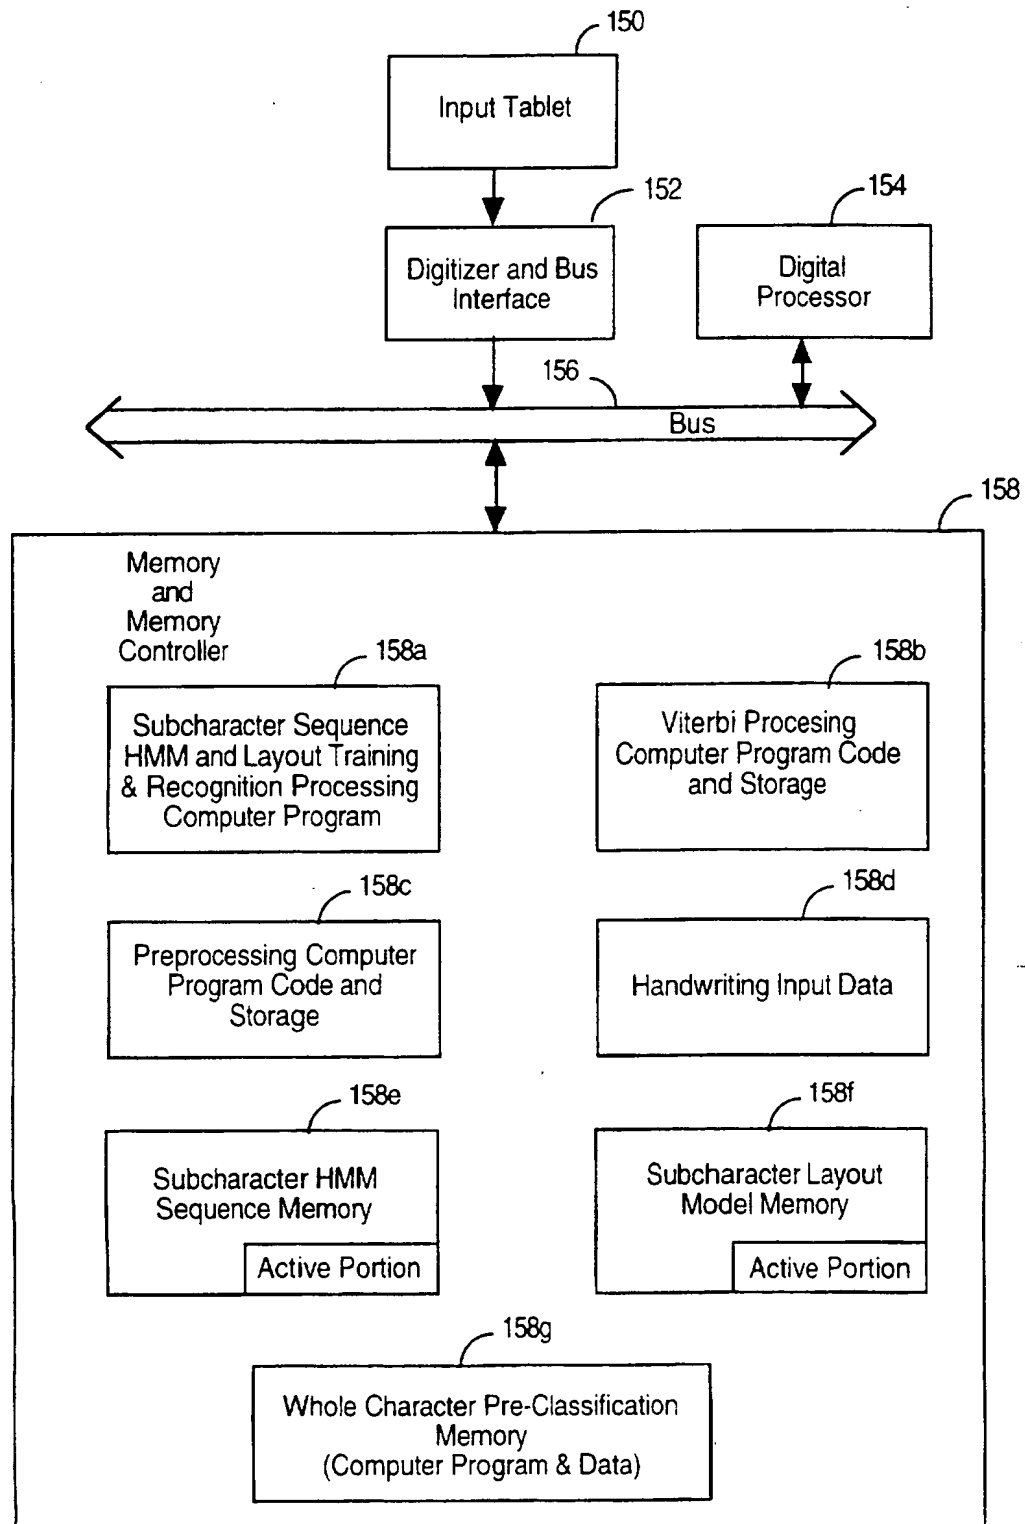 150
Input Tablet
152
154
Digitizer and Bus
Interface
Digital
Processor
156
Bus
158
Memory
and
Memory
Controller
158a
158b
Subcharacter Sequence
HMM and Layout Training
& Recognition Processing
Computer Program
Viterbi Procesing
Computer Program Code
and Storage
158c
158d
Preprocessing Computer
Program Code and
Storage
Handwriting Input Data
158e
158f
Subcharacter HMM
Sequence Memory
Active Portion
Subcharacter Layout
Model Memory
Active Portion
158g
Whole Character Pre-Classification
Memory
(Computer Program & Data)